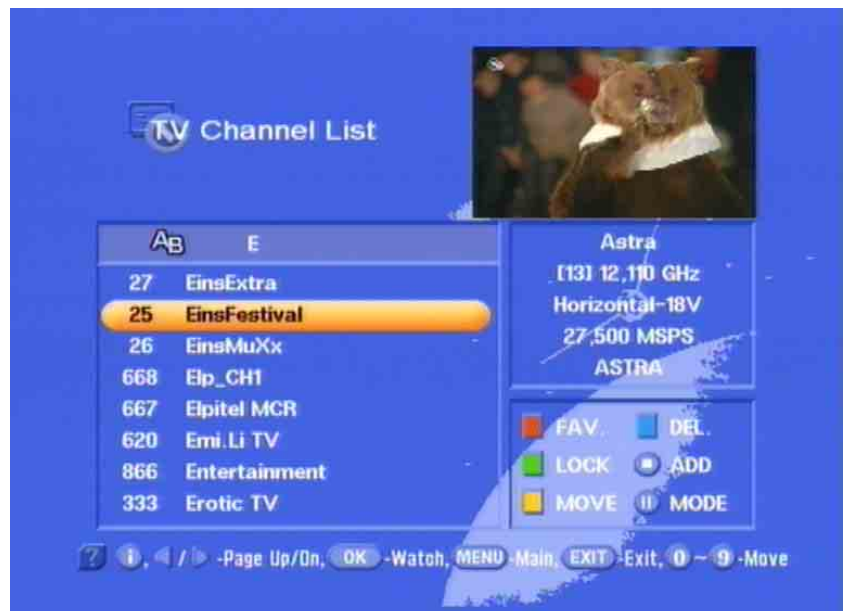 TV Channel List
AB E
27 EinsExtra
25 EinsFestival
26 EinsMuXx
668 Elp_CH1
667 Elpitel MCR
620 Emi.Li TV
866 Entertainment
333 Erotic TV
Astra
[13] 12,110 GHz
Horizontal-18V
27,500 MSPS
ASTRA
FAV. DEL.
LOCK ADD
MOVE MODE
? i, ◀ / ▶ -Page Up/Dn, OK -Watch, MENU -Main, EXIT -Exit, 0 ~ 9 -Move